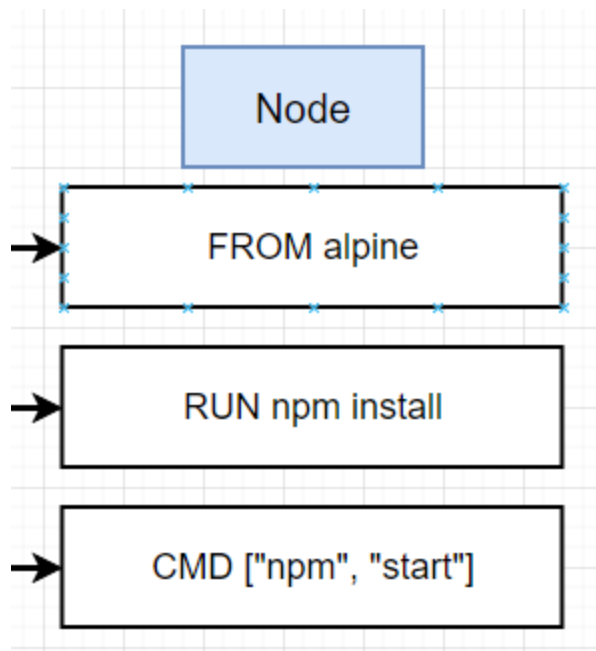 Node
FROM alpine
RUN npm install
CMD ["npm", "start"]